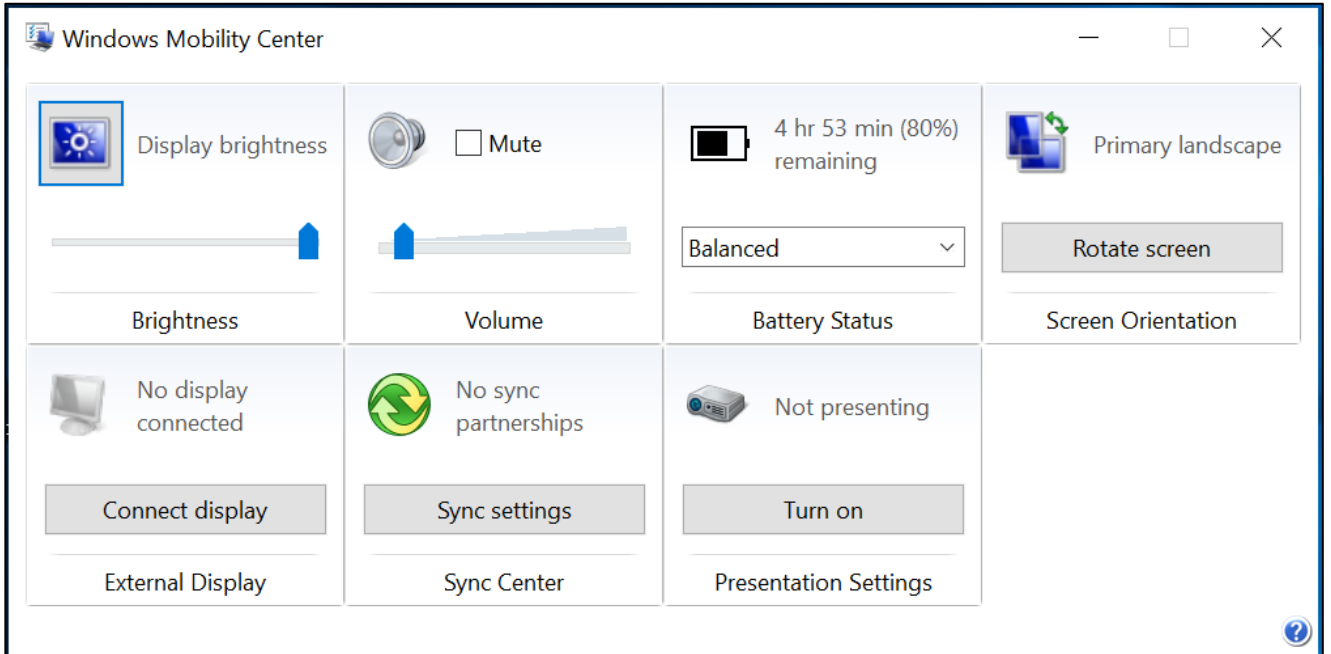 Windows Mobility Center
Display brightness
Brightness
Mute
Volume
4 hr 53 min (80%)
remaining
Balanced
Battery Status
Primary landscape
Rotate screen
Screen Orientation
No display
connected
Connect display
External Display
No sync
partnerships
Sync settings
Sync Center
Not presenting
Turn on
Presentation Settings
?